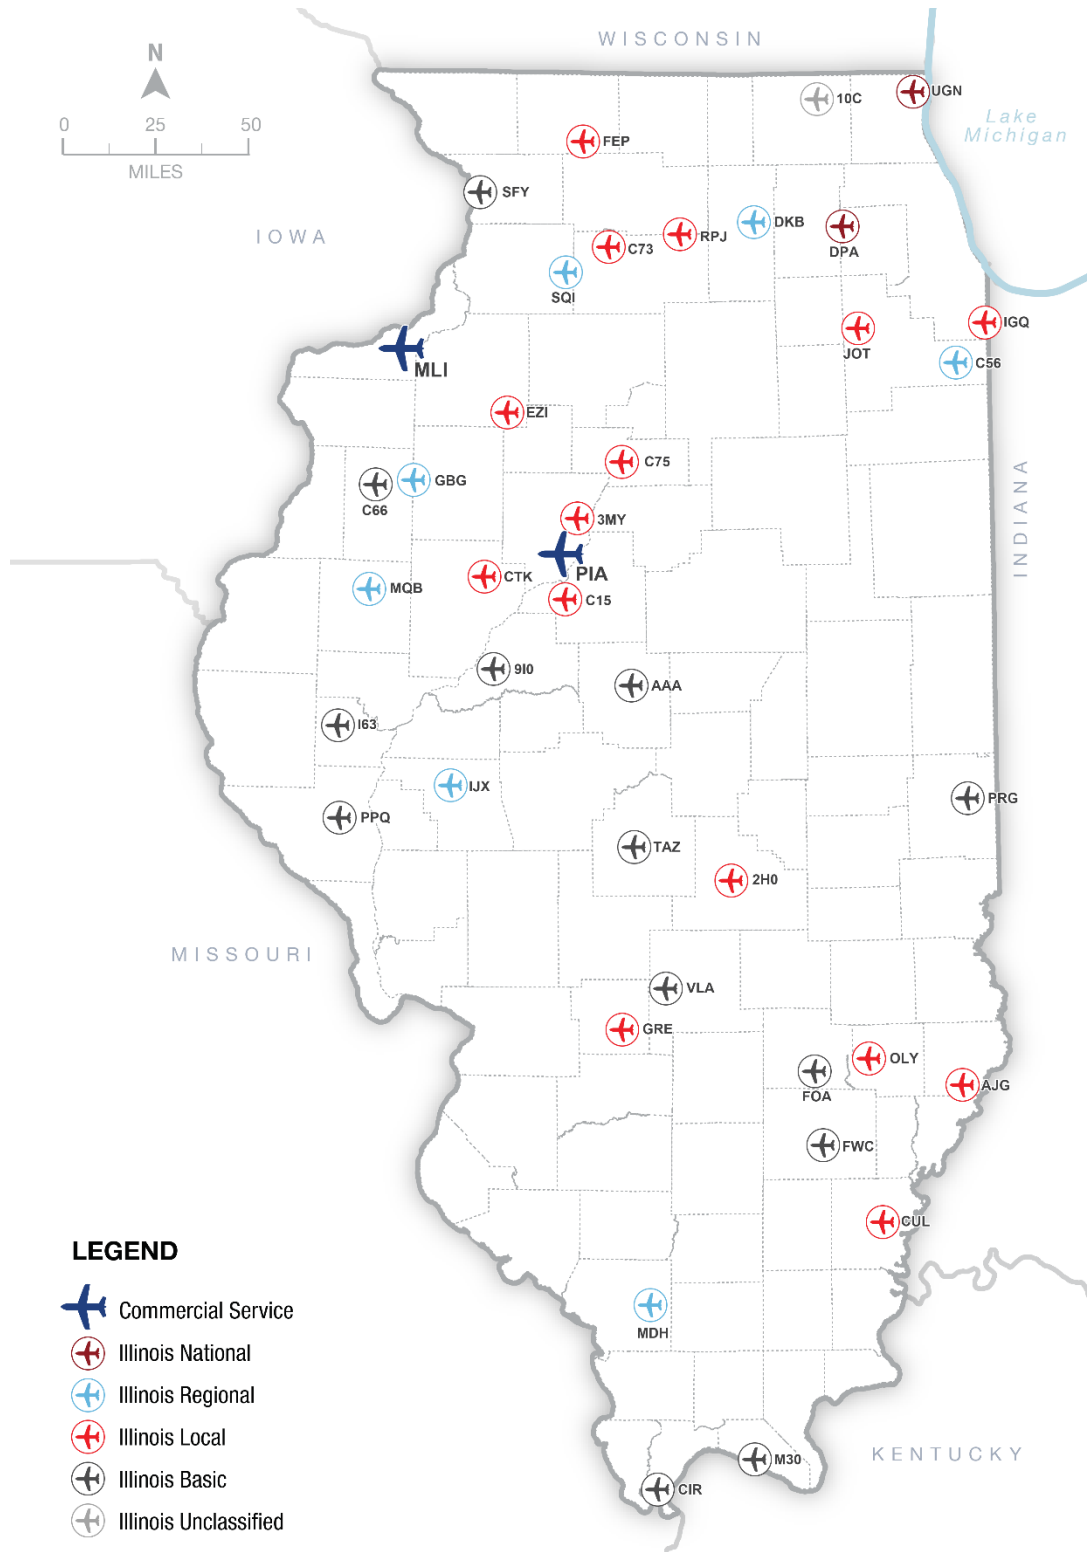 WISCONSIN
N
0 25 50
MILES
10C
UGN
Lake
Michigan
FEP
SFY
IOWA
DKB
RPJ
C73
DPA
SQI
IGQ
JOT
C56
MLI
EZI
C75
GBG
C66
INDIANA
3MY
PIA
CTK
MQB
C15
9I0
AAA
I63
IJX
PRG
PPQ
TAZ
2H0
MISSOURI
VLA
GRE
OLY
AJG
FOA
FWC
CUL
LEGEND
Commercial Service
Illinois National
Illinois Regional
Illinois Local
Illinois Basic
Illinois Unclassified
MDH
KENTUCKY
M30
CIR